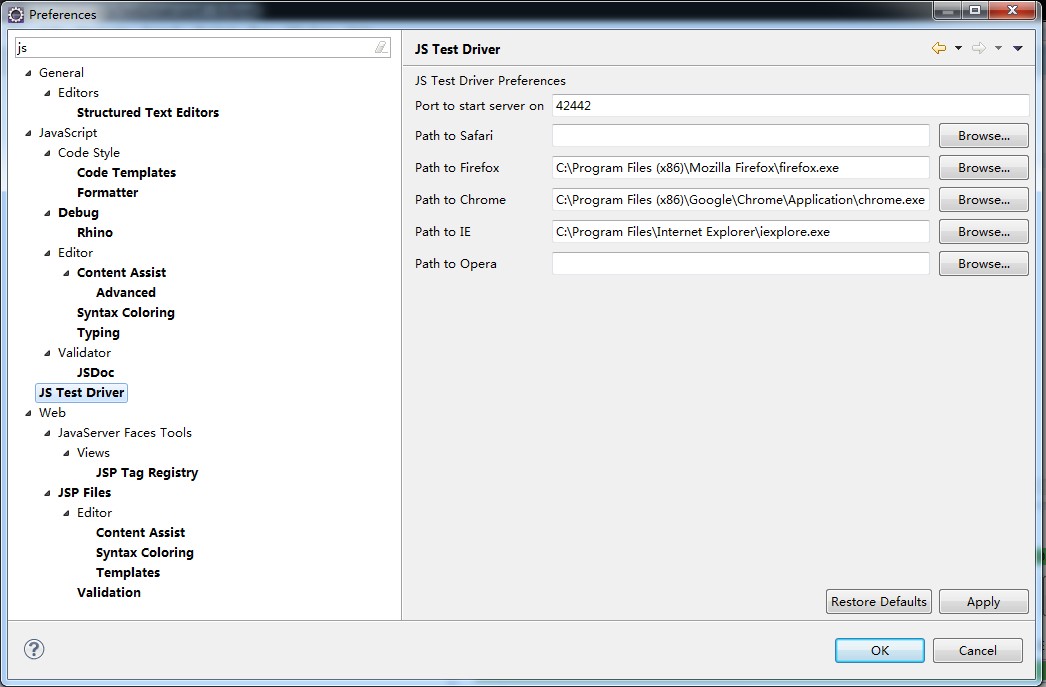 Preferences
js
General
Editors
Structured Text Editors
JavaScript
Code Style
Code Templates
Formatter
Debug
Rhino
Editor
Content Assist
Advanced
Syntax Coloring
Typing
Validator
JSDoc
JS Test Driver
Web
JavaServer Faces Tools
Views
JSP Tag Registry
JSP Files
Editor
Content Assist
Syntax Coloring
Templates
Validation
JS Test Driver
JS Test Driver Preferences
Port to start server on 42442
Path to Safari Browse...
Path to Firefox C:\Program Files (x86)\Mozilla Firefox\firefox.exe Browse...
Path to Chrome C:\Program Files (x86)\Google\Chrome\Application\chrome.exe Browse...
Path to IE C:\Program Files\Internet Explorer\iexplore.exe Browse...
Path to Opera Browse...
Restore Defaults Apply
? OK Cancel